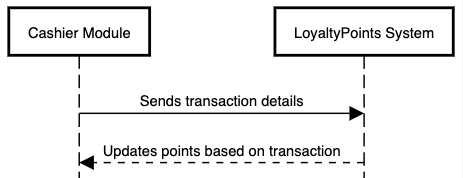 Cashier Module
LoyaltyPoints System
Sends transaction details
Updates points based on transaction